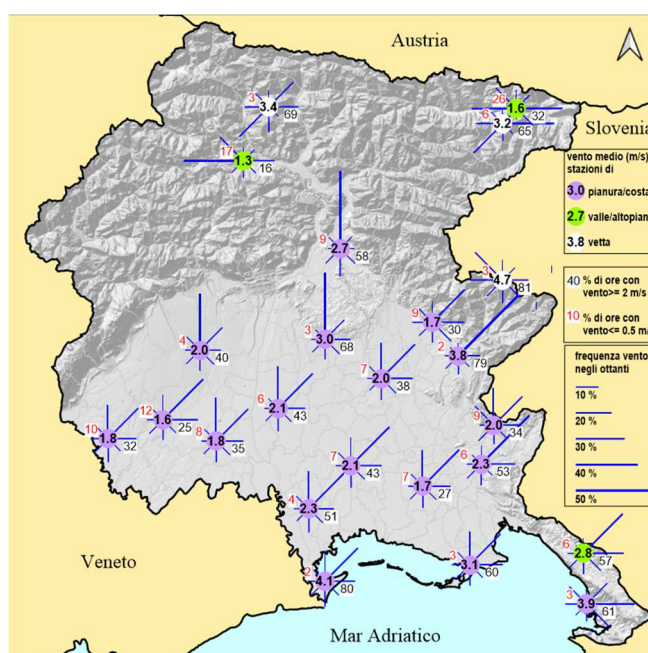 Austria
Slovenia
vento medio (m/s)
stazioni di
3.0 pianura/costa
2.7 valle/altopian
3.8 vetta
40 % di ore con
vento>= 2 m/s
10 % di ore con
vento<= 0.5 m/
frequenza vento
negli ottanti
10 %
20 %
30 %
40 %
50 %
3 3.4 69
26 1.6 32
6 3.2 65
17 1.3 16
9 2.7 58
3 4.7 81
9 1.7 30
3 3.0 68
4 2.0 40
2 3.8 79
7 2.0 38
6 2.1 43
12 1.6 25
9 2.0 34
10 1.8 32
8 1.8 35
7 2.1 43
6 2.3 53
7 1.7 27
4 2.3 51
6 2.8 57
3 3.1 60
2 4.1 80
3 3.9 61
Veneto
Mar Adriatico